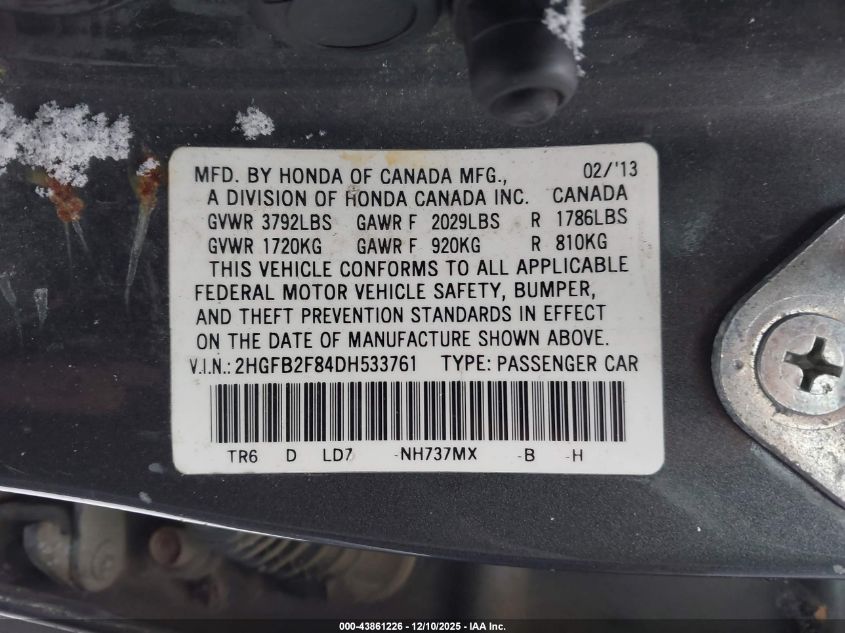 MFD. BY HONDA OF CANADA MFG., 02/'13
A DIVISION OF HONDA CANADA INC. CANADA
GVWR 3792LBS GAWR F 2029LBS R 1786LBS
GVWR 1720KG GAWR F 920KG R 810KG
THIS VEHICLE CONFORMS TO ALL APPLICABLE
FEDERAL MOTOR VEHICLE SAFETY, BUMPER,
AND THEFT PREVENTION STANDARDS IN EFFECT
ON THE DATE OF MANUFACTURE SHOWN ABOVE.
V.I.N.: 2HGFB2F84DH533761 TYPE: PASSENGER CAR
TR6 D LD7 -NH737MX -B -H
000-43861226 - 12/10/2025 - IAA Inc.